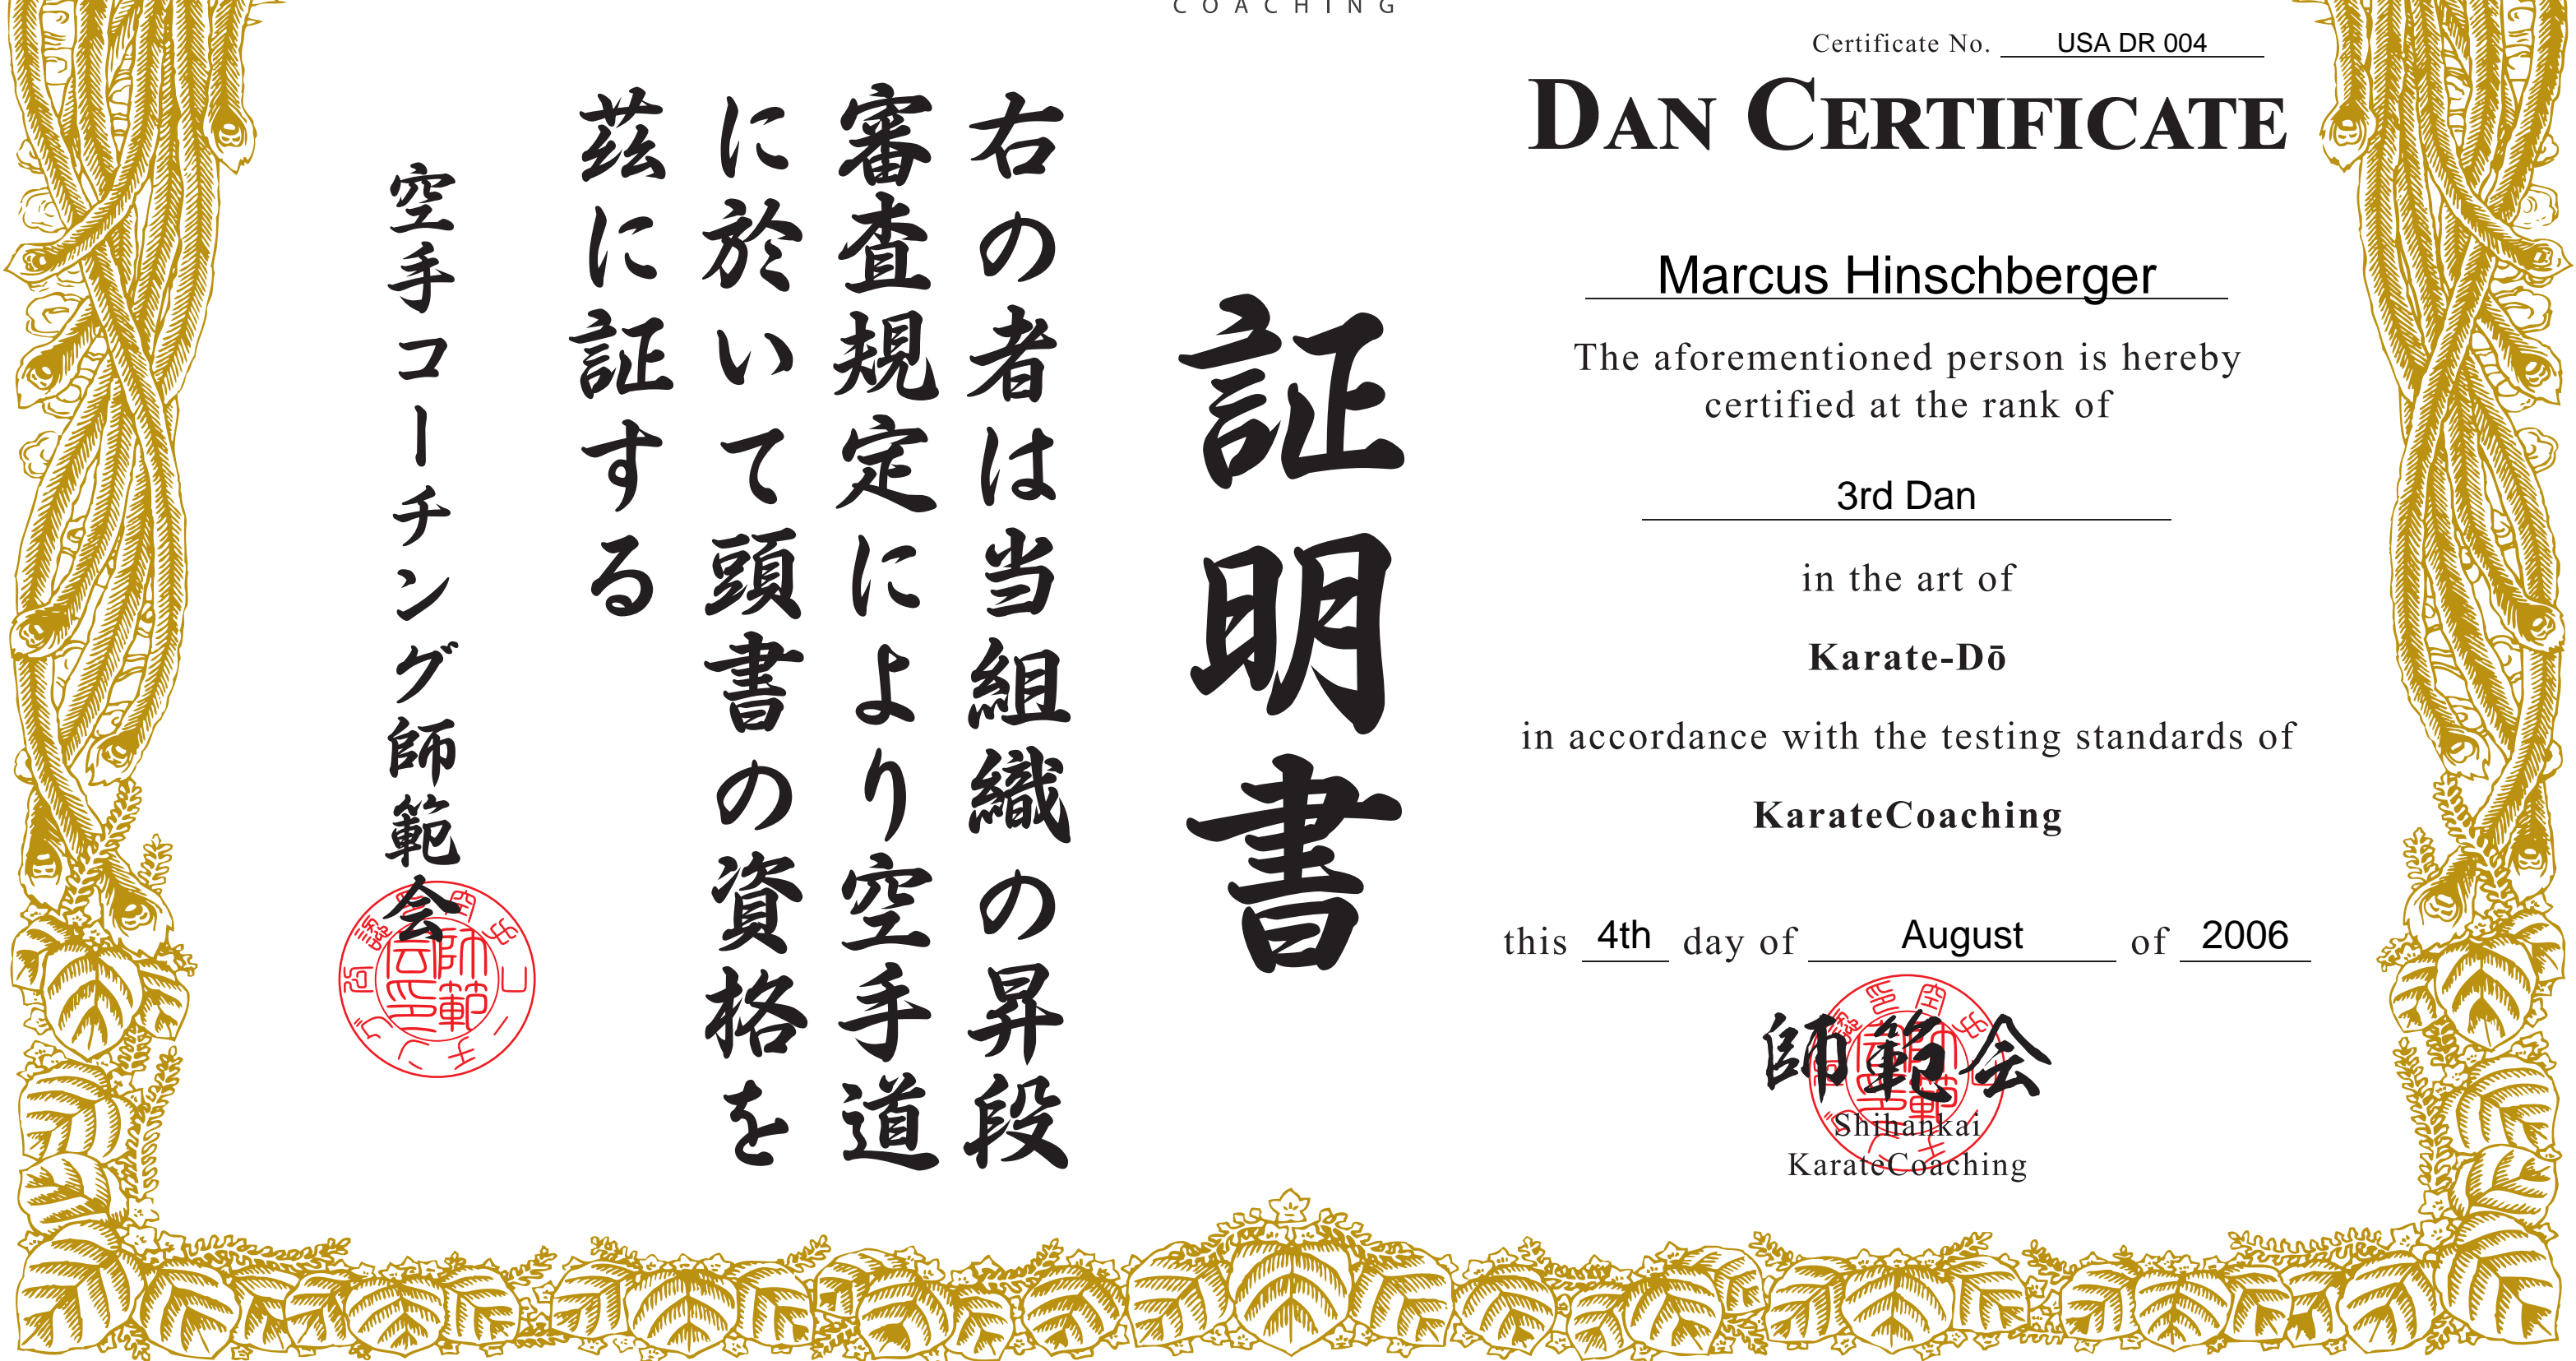 COACHING
Certificate No. USA DR 004
DAN CERTIFICATE
Marcus Hinschberger
The aforementioned person is hereby
certified at the rank of
3rd Dan
in the art of
Karate-Dō
in accordance with the testing standards of
KarateCoaching
this 4th day of August of 2006
師範会
Shihankai
KarateCoaching
証明書
右の者は当組織の昇段
審査規定により空手道
に於いて頭書の資格を
茲に証する
空手コーチング師範会